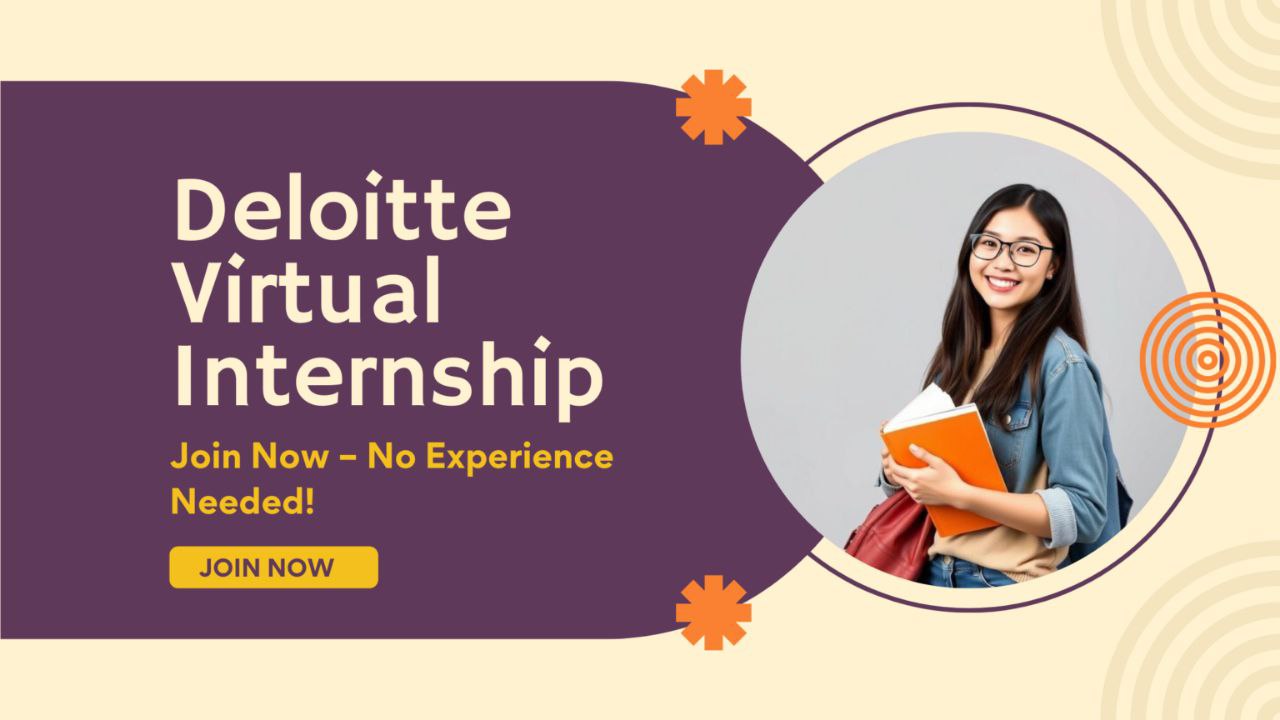 Deloitte
Virtual
Internship
Join Now – No Experience
Needed!
JOIN NOW